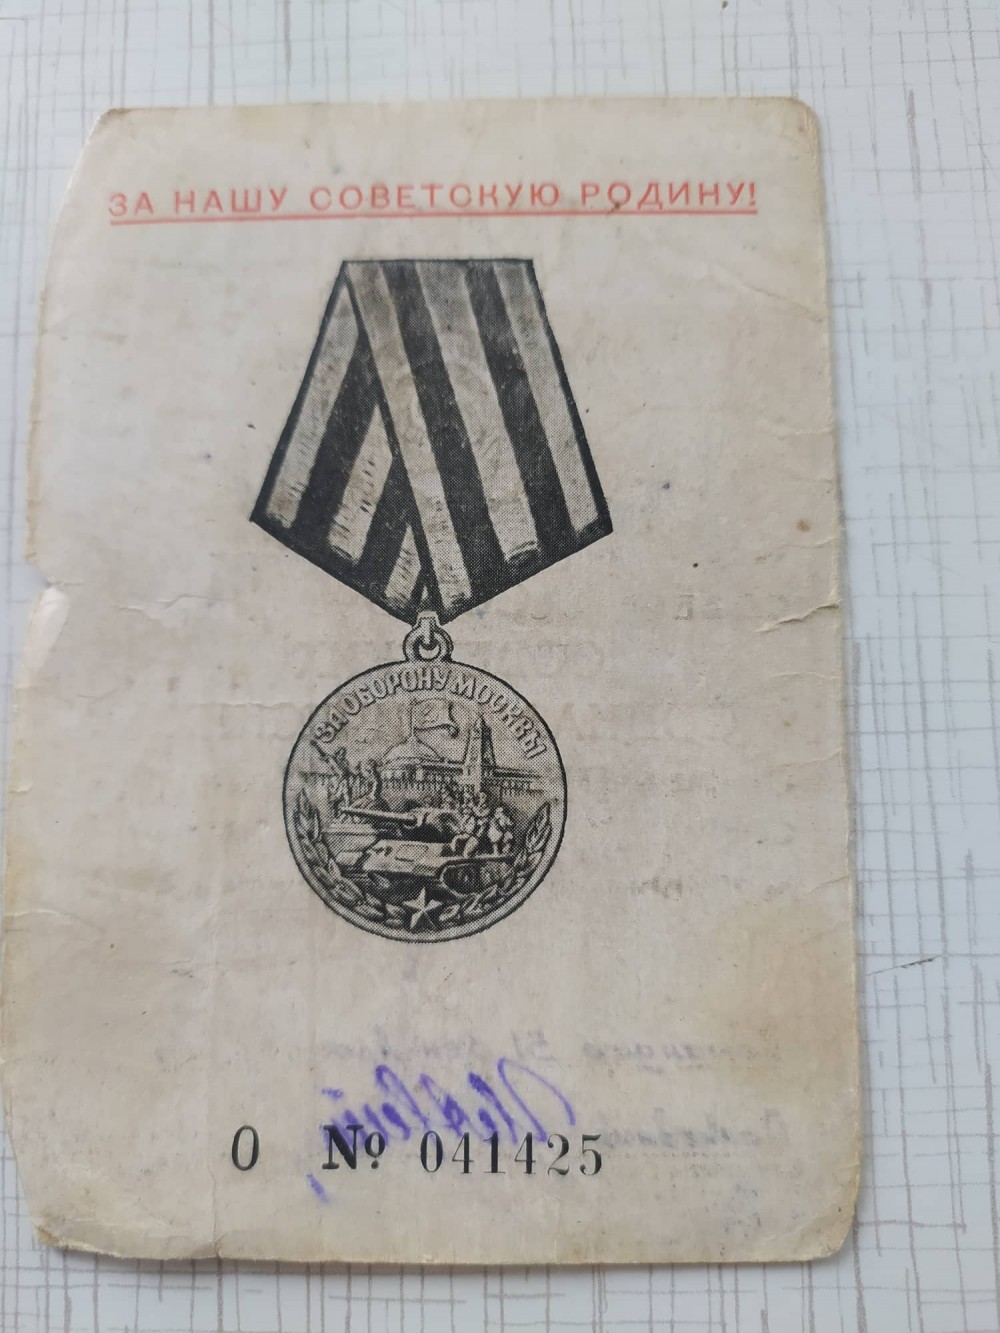 ЗА НАШУ СОВЕТСКУЮ РОДИНУ!
ЗА ОБОРОНУ МОСКВЫ
О № 041425